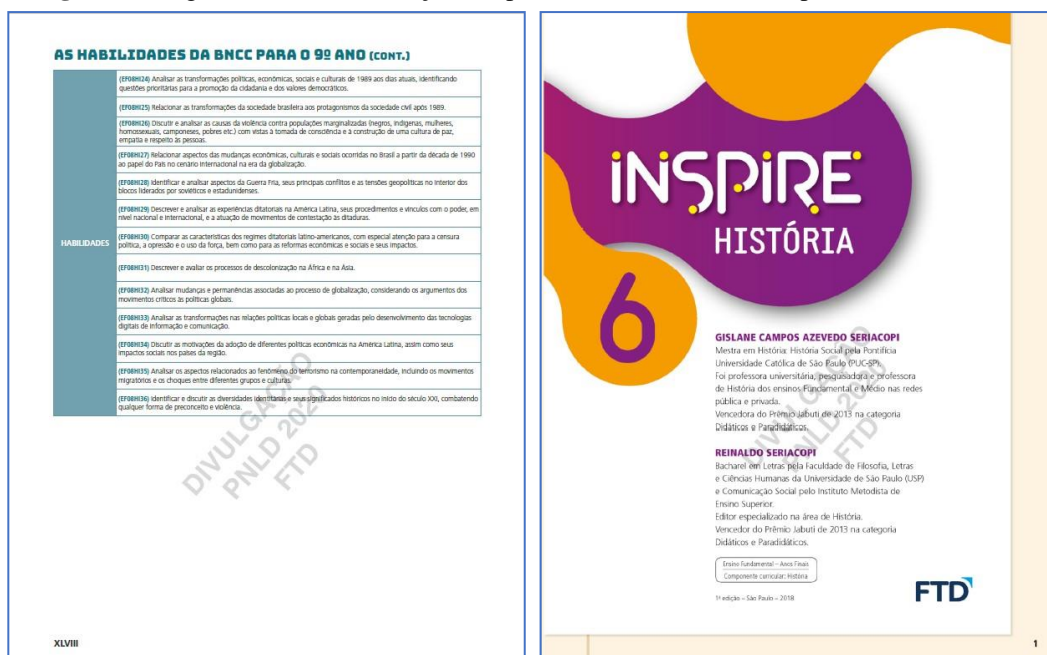 AS HABILIDADES DA BNCC PARA O 9º ANO (CONT.)
HABILIDADES
(EF08HI24) Analisar as transformações políticas, econômicas, sociais e culturais de 1989 aos dias atuais, identificando
questões prioritárias para a promoção da cidadania e dos valores democráticos.
(EF08HI25) Relacionar as transformações da sociedade brasileira aos protagonismos da sociedade civil após 1989.
(EF08HI26) Discutir e analisar as causas da violência contra populações marginalizadas (negros, indígenas, mulheres,
homossexuais, camponeses, pobres etc.) com vistas à tomada de consciência e à construção de uma cultura de paz,
empatia e respeito às pessoas.
(EF08HI27) Relacionar aspectos das mudanças econômicas, culturais e sociais ocorridas no Brasil a partir da década de 1990
ao papel do País no cenário internacional na era da globalização.
(EF08HI28) Identificar e analisar aspectos da Guerra Fria, seus principais conflitos e as tensões geopolíticas no interior dos
blocos liderados por soviéticos e estadunidenses.
(EF08HI29) Descrever e analisar as experiências ditatoriais na América Latina, seus procedimentos e vínculos com o poder, em
nível nacional e internacional, e a atuação de movimentos de contestação às ditaduras.
(EF08HI30) Comparar as características dos regimes ditatoriais latino-americanos, com especial atenção para a censura
política, a opressão e o uso da força, bem como para as reformas econômicas e sociais e seus impactos.
(EF08HI31) Descrever e avaliar os processos de descolonização na África e na Ásia.
(EF08HI32) Analisar mudanças e permanências associadas ao processo de globalização, considerando os argumentos dos
movimentos críticos às políticas globais.
(EF08HI33) Analisar as transformações nas relações políticas locais e globais geradas pelo desenvolvimento das tecnologias
digitais de informação e comunicação.
(EF08HI34) Discutir as motivações da adoção de diferentes políticas econômicas na América Latina, assim como seus
impactos sociais nos países da região.
(EF08HI35) Analisar os aspectos relacionados ao fenômeno do terrorismo na contemporaneidade, incluindo os movimentos
migratórios e os choques entre diferentes grupos e culturas.
(EF08HI36) Identificar e discutir as diversidades identitárias e seus significados históricos no início do século XXI, combatendo
qualquer forma de preconceito e violência.
DIVULGAÇÃO
PNLD 2020
FTD
XLVIII
INSPIRE
HISTÓRIA
6
GISLANE CAMPOS AZEVEDO SERIACOPI
Mestra em História: História Social pela Pontifícia
Universidade Católica de São Paulo (PUC-SP).
Foi professora universitária, pesquisadora e professora
de História dos ensinos Fundamental e Médio nas redes
pública e privada.
Vencedora do Prêmio Jabuti de 2013 na categoria
Didáticos e Paradidáticos.
REINALDO SERIACOPI
Bacharel em Letras pela Faculdade de Filosofia, Letras
e Ciências Humanas da Universidade de São Paulo (USP)
e Comunicação Social pelo Instituto Metodista de
Ensino Superior.
Editor especializado na área de História.
Vencedor do Prêmio Jabuti de 2013 na categoria
Didáticos e Paradidáticos.
DIVULGAÇÃO
PNLD 2020
FTD
Ensino Fundamental – Anos Finais
Componente curricular: História
1ª edição – São Paulo – 2018
FTD
1